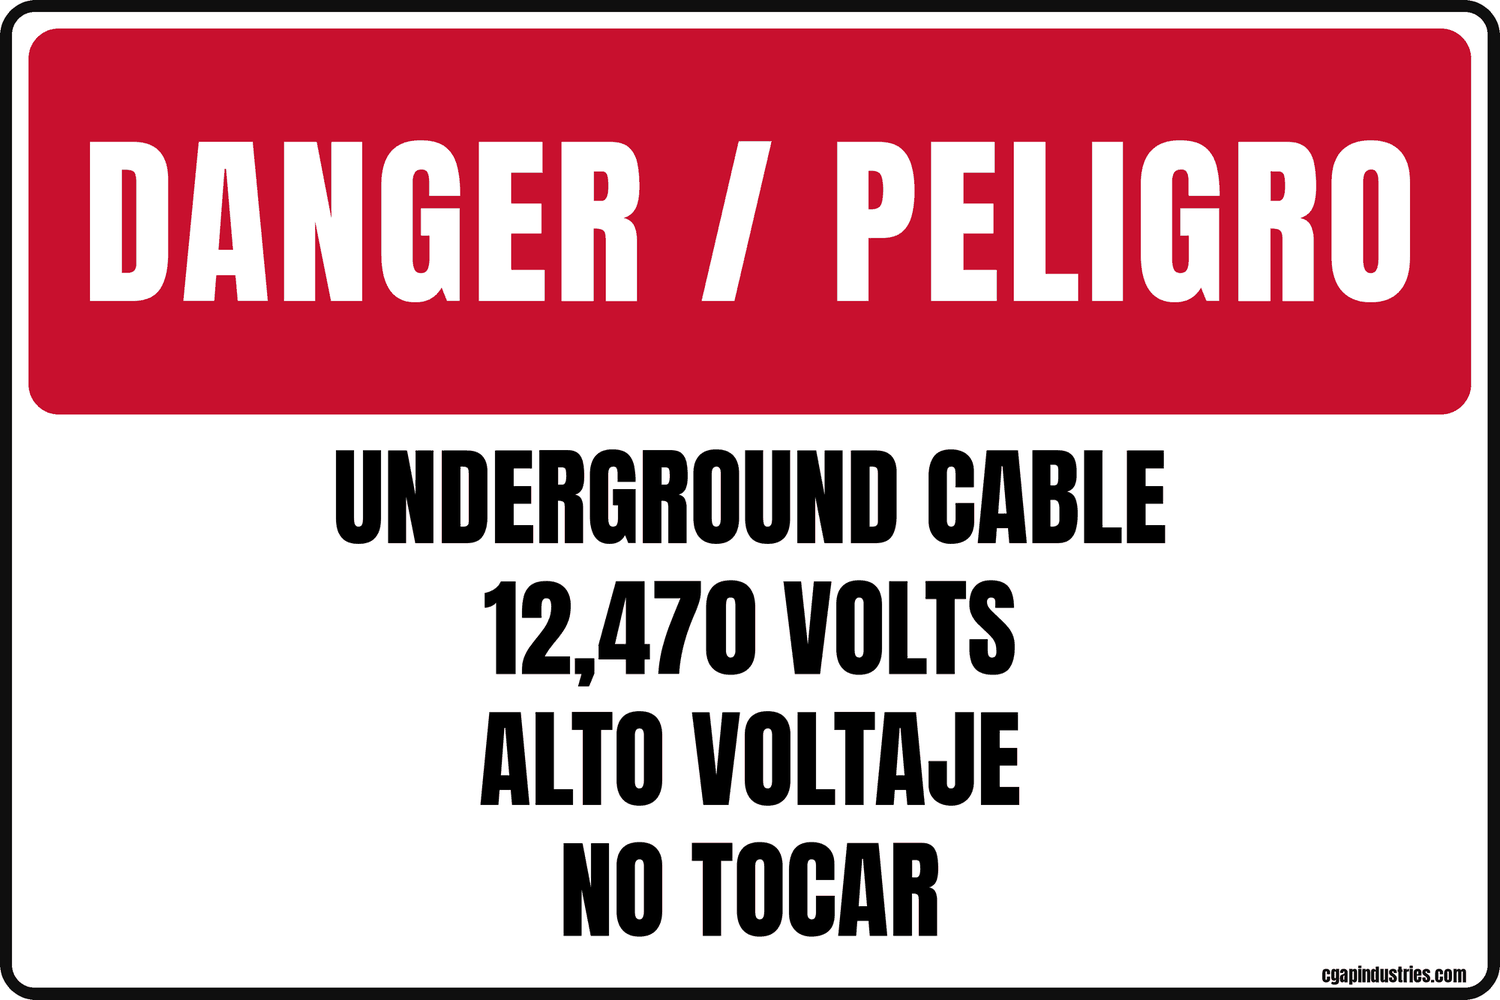 DANGER / PELIGRO
UNDERGROUND CABLE
12,470 VOLTS
ALTO VOLTAJE
NO TOCAR
cgapindustries.com